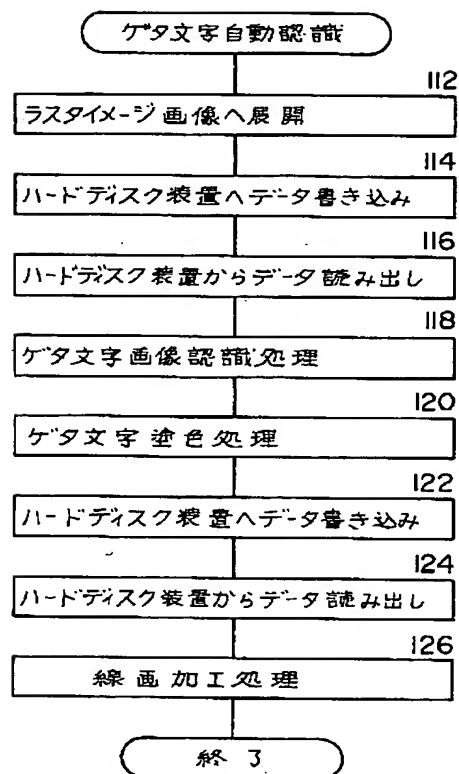 ゲタ文字自動認識
112
ラスタイメージ画像へ展開
114
ハードディスク装置へデータ書き込み
116
ハードディスク装置からデータ読み出し
118
ゲタ文字画像認識処理
120
ゲタ文字塗色処理
122
ハードディスク装置へデータ書き込み
124
ハードディスク装置からデータ読み出し
126
線画加工処理
終了